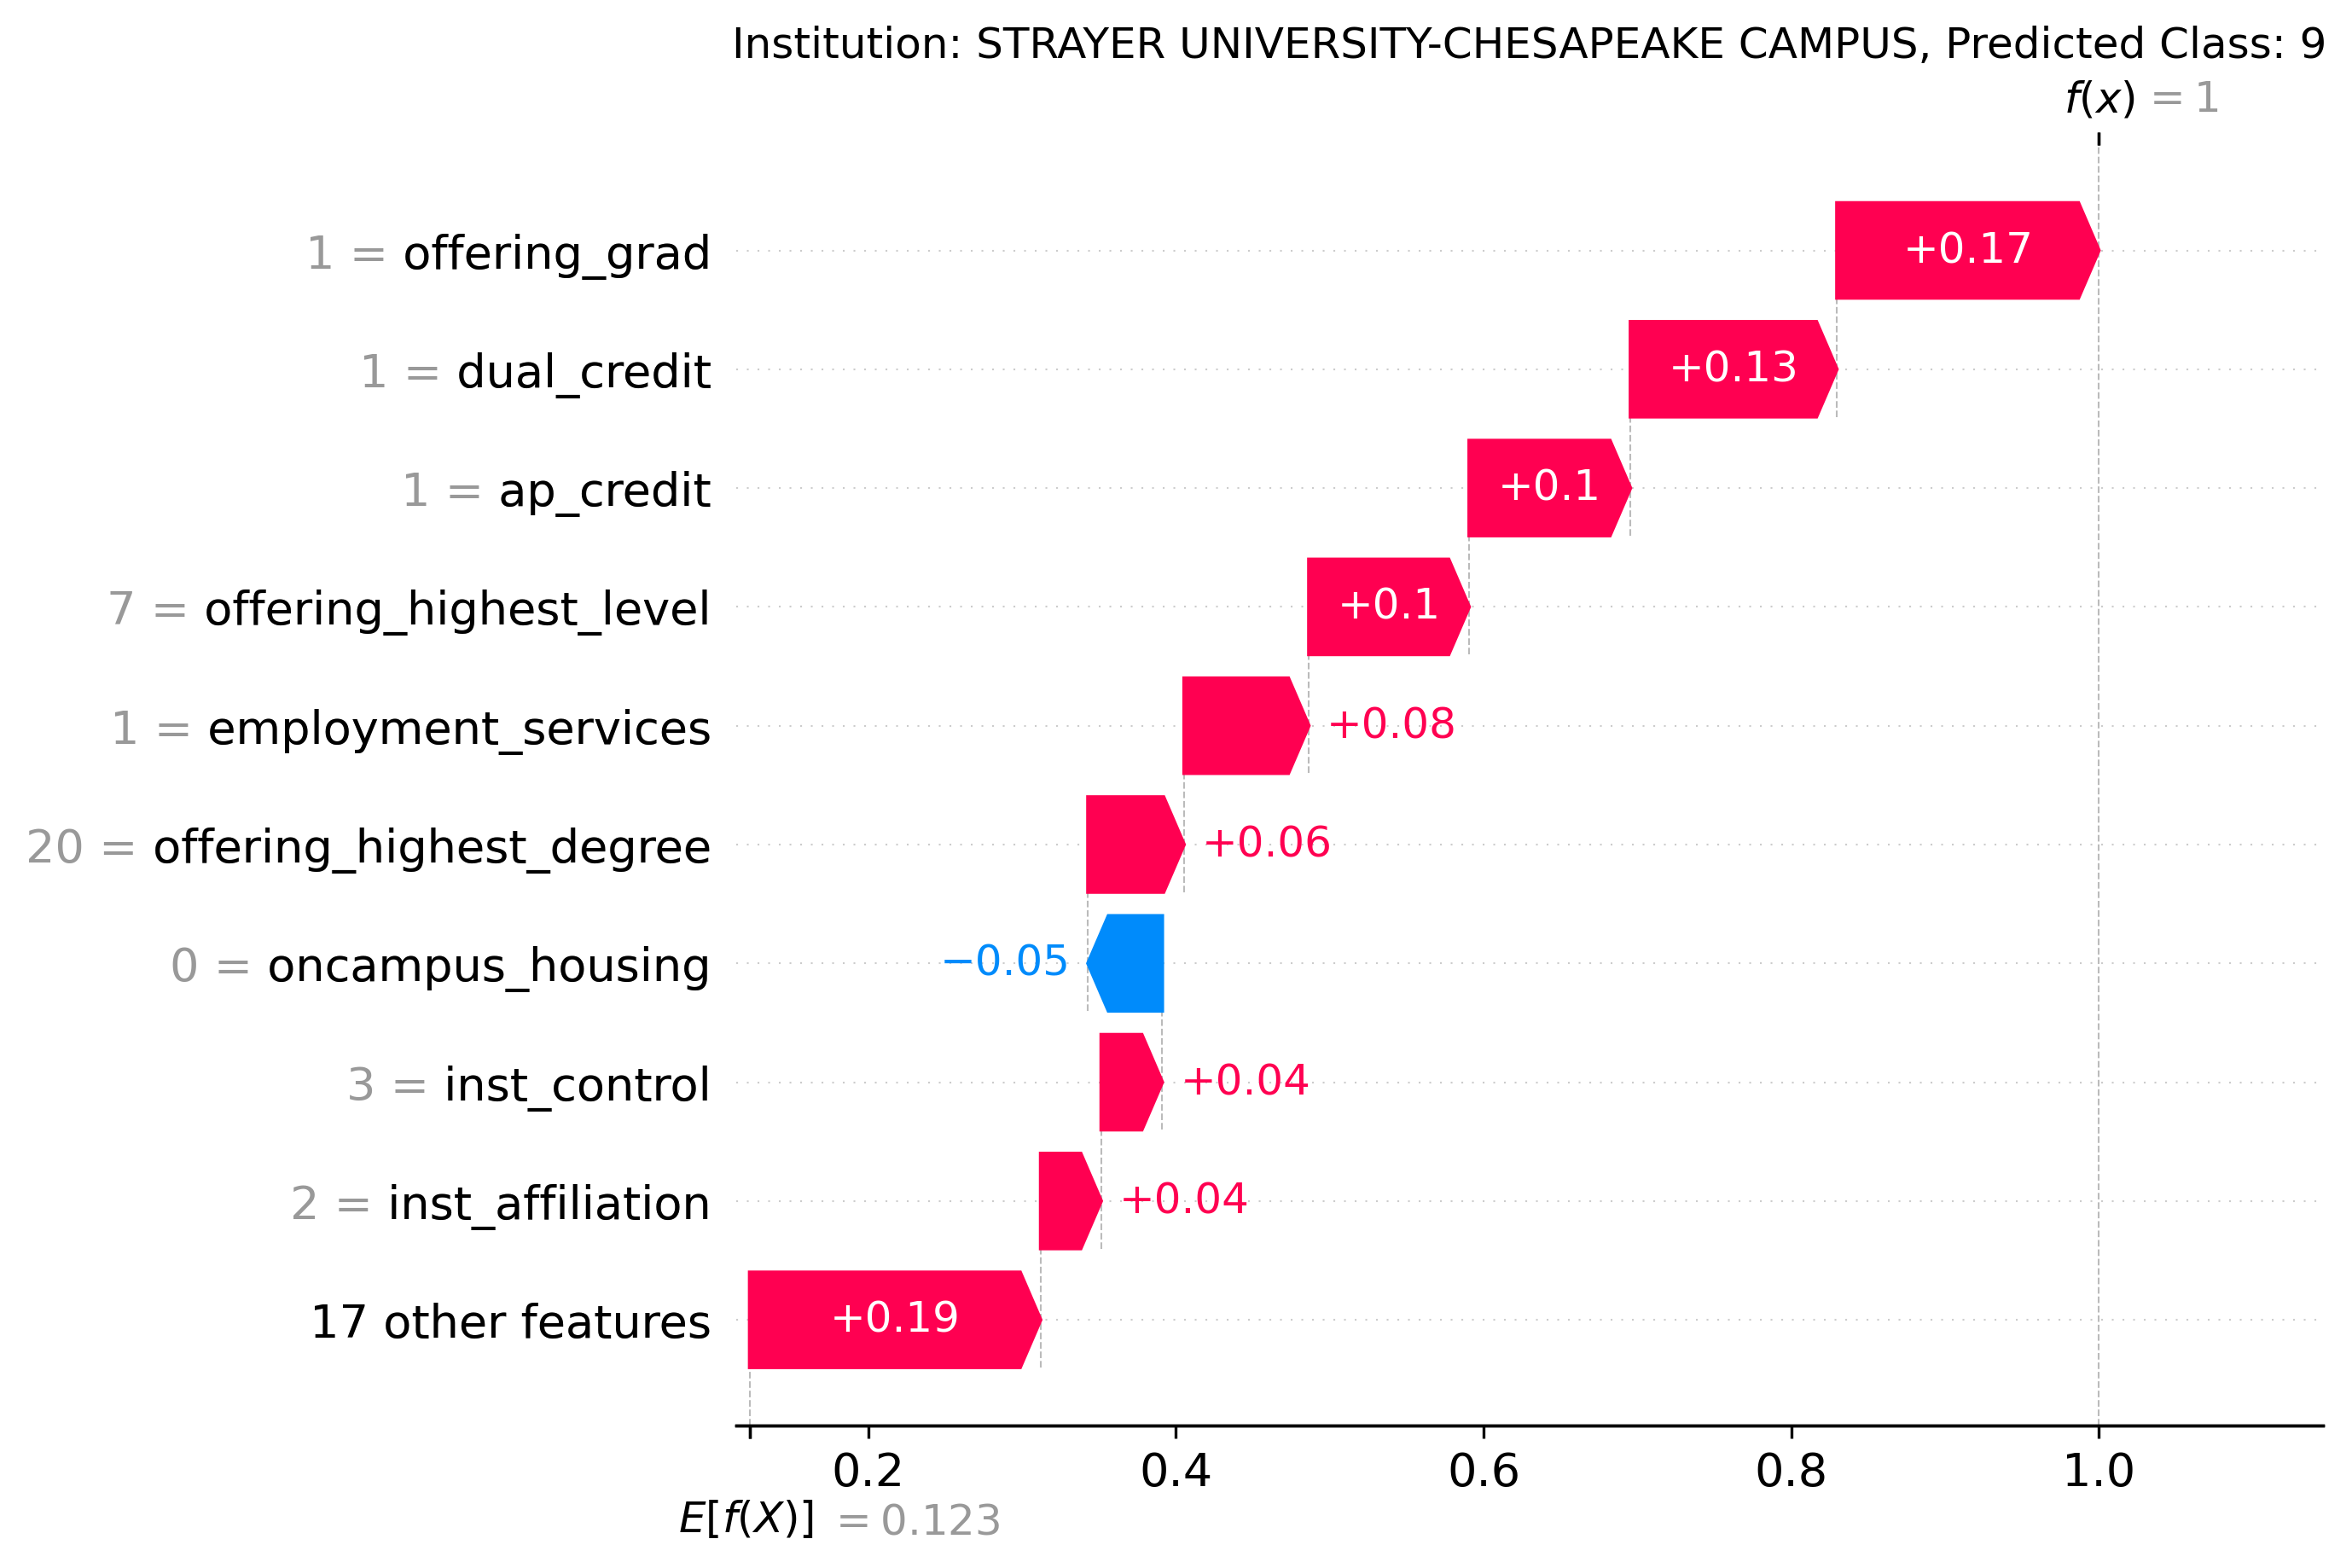 Institution: STRAYER UNIVERSITY-CHESAPEAKE CAMPUS, Predicted Class: 9
f(x) = 1
1 = offering_grad +0.17
1 = dual_credit +0.13
1 = ap_credit +0.1
7 = offering_highest_level +0.1
1 = employment_services +0.08
20 = offering_highest_degree +0.06
0 = oncampus_housing −0.05
3 = inst_control +0.04
2 = inst_affiliation +0.04
17 other features +0.19
0.2 0.4 0.6 0.8 1.0
E[f(X)] = 0.123